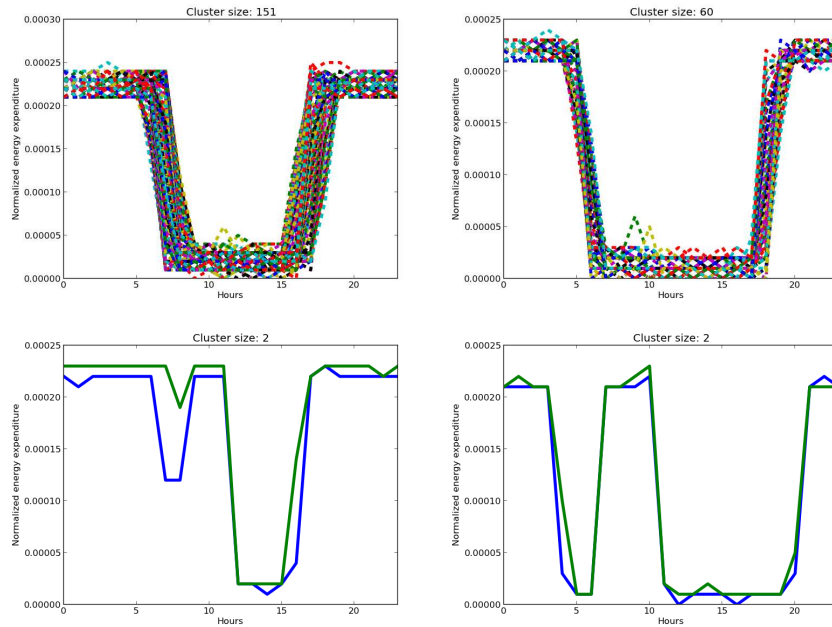 Cluster size: 151
0.00030
0.00025
0.00020
0.00015
0.00010
0.00005
0.00000
0 5 10 15 20
Hours
Normalized energy expenditure
Cluster size: 60
0.00025
0.00020
0.00015
0.00010
0.00005
0.00000
0 5 10 15 20
Hours
Normalized energy expenditure
Cluster size: 2
0.00025
0.00020
0.00015
0.00010
0.00005
0.00000
0 5 10 15 20
Hours
Normalized energy expenditure
Cluster size: 2
0.00025
0.00020
0.00015
0.00010
0.00005
0.00000
0 5 10 15 20
Hours
Normalized energy expenditure